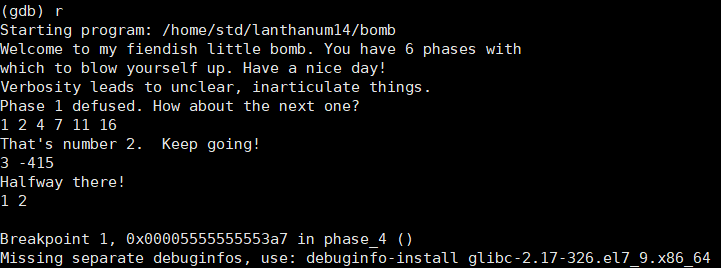 (gdb) r
Starting program: /home/std/lanthanum14/bomb
Welcome to my fiendish little bomb. You have 6 phases with
which to blow yourself up. Have a nice day!
Verbosity leads to unclear, inarticulate things.
Phase 1 defused. How about the next one?
1 2 4 7 11 16
That's number 2.  Keep going!
3 -415
Halfway there!
1 2

Breakpoint 1, 0x00005555555553a7 in phase_4 ()
Missing separate debuginfos, use: debuginfo-install glibc-2.17-326.el7_9.x86_64